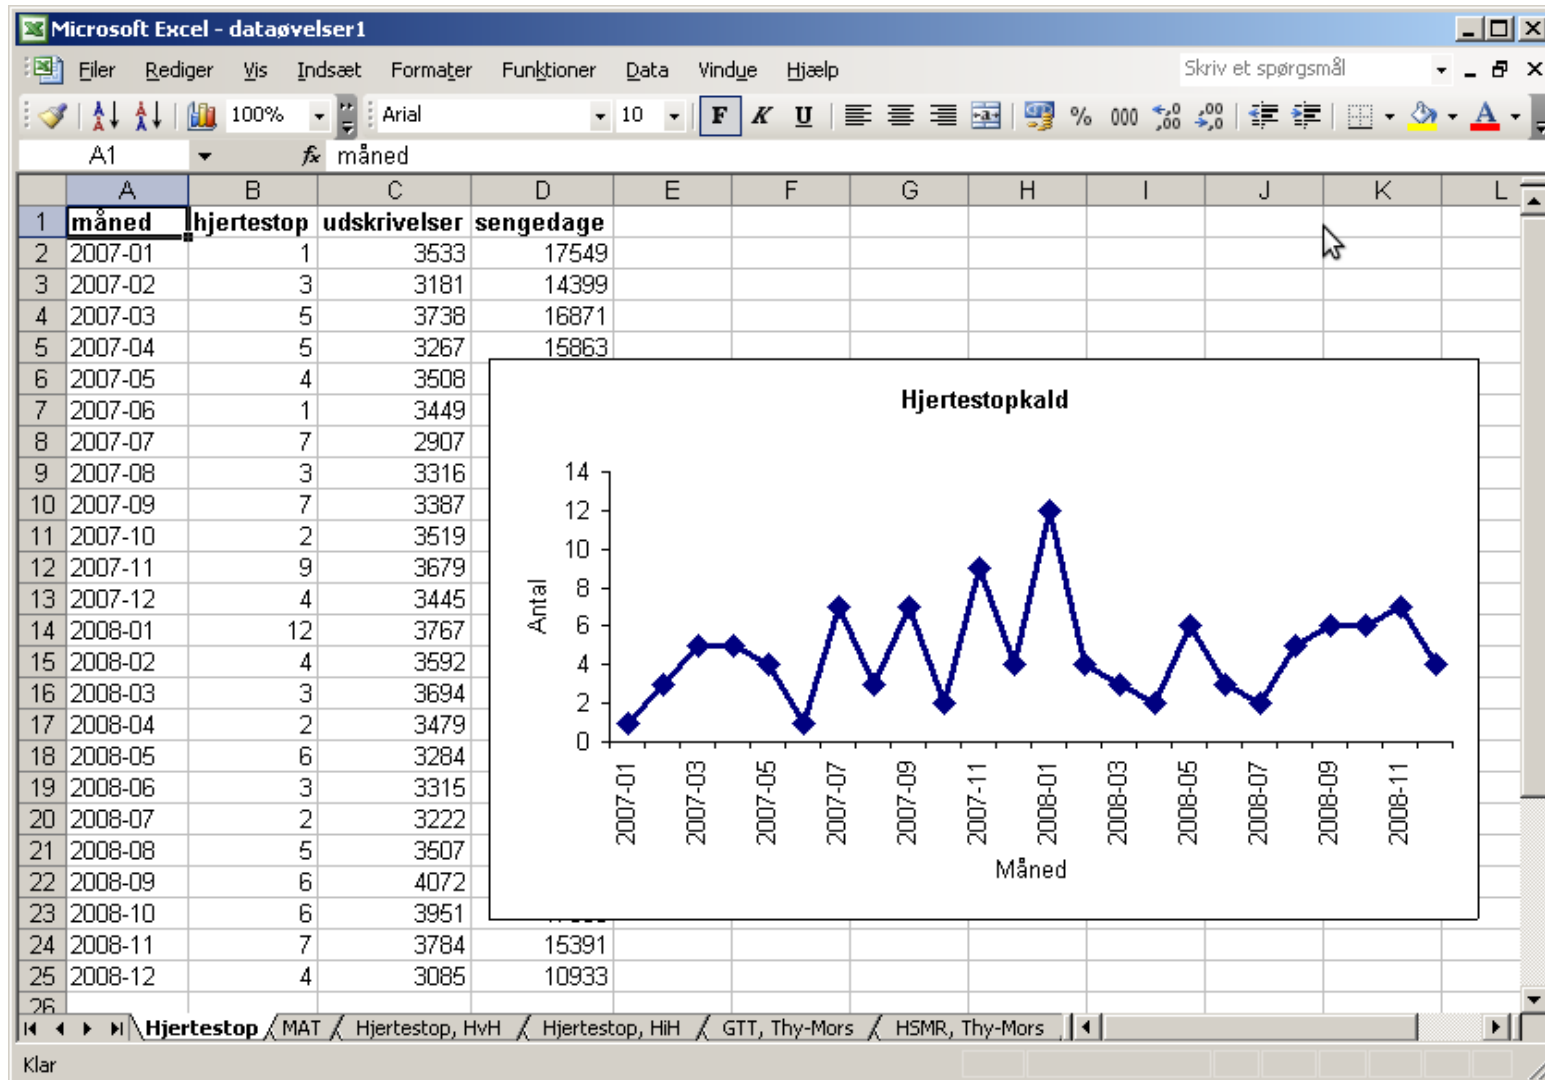 Microsoft Excel - dataøvelser1
Filer Rediger Vis Indsæt Formater Funktioner Data Vindue Hjælp Skriv et spørgsmål
100% Arial 10 F K U % 000
A1 fx måned
A B C D E F G H I J K L
1 måned hjertestop udskrivelser sengedage
2 2007-01 1 3533 17549
3 2007-02 3 3181 14399
4 2007-03 5 3738 16871
5 2007-04 5 3267 15863
6 2007-05 4 3508
7 2007-06 1 3449
8 2007-07 7 2907
9 2007-08 3 3316
10 2007-09 7 3387
11 2007-10 2 3519
12 2007-11 9 3679
13 2007-12 4 3445
14 2008-01 12 3767
15 2008-02 4 3592
16 2008-03 3 3694
17 2008-04 2 3479
18 2008-05 6 3284
19 2008-06 3 3315
20 2008-07 2 3222
21 2008-08 5 3507
22 2008-09 6 4072
23 2008-10 6 3951
24 2008-11 7 3784 15391
25 2008-12 4 3085 10933
26
Hjertestopkald
Antal
14
12
10
8
6
4
2
0
2007-01 2007-03 2007-05 2007-07 2007-09 2007-11 2008-01 2008-03 2008-05 2008-07 2008-09 2008-11
Måned
Hjertestop MAT Hjertestop, HvH Hjertestop, HiH GTT, Thy-Mors HSMR, Thy-Mors
Klar